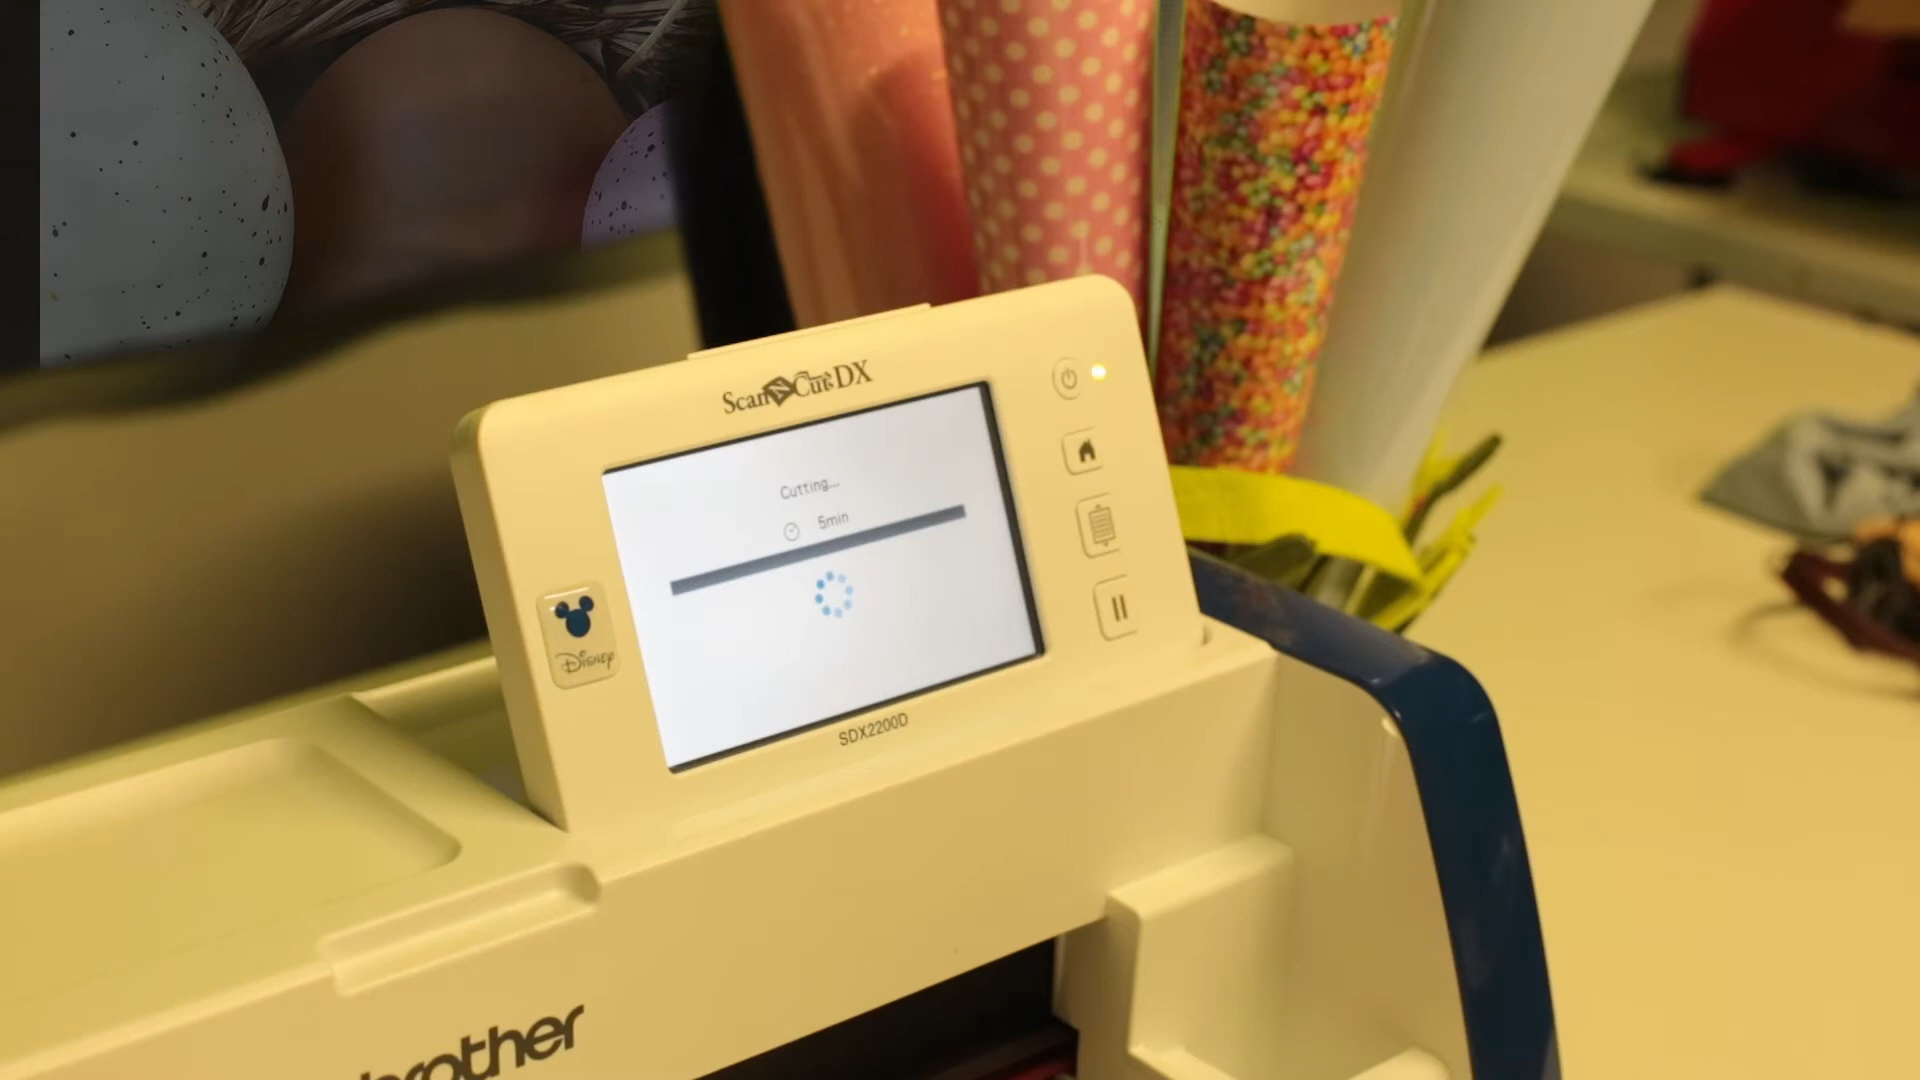 ScanNCut DX
Cutting...
5min
Disney
SDX2200D
brother